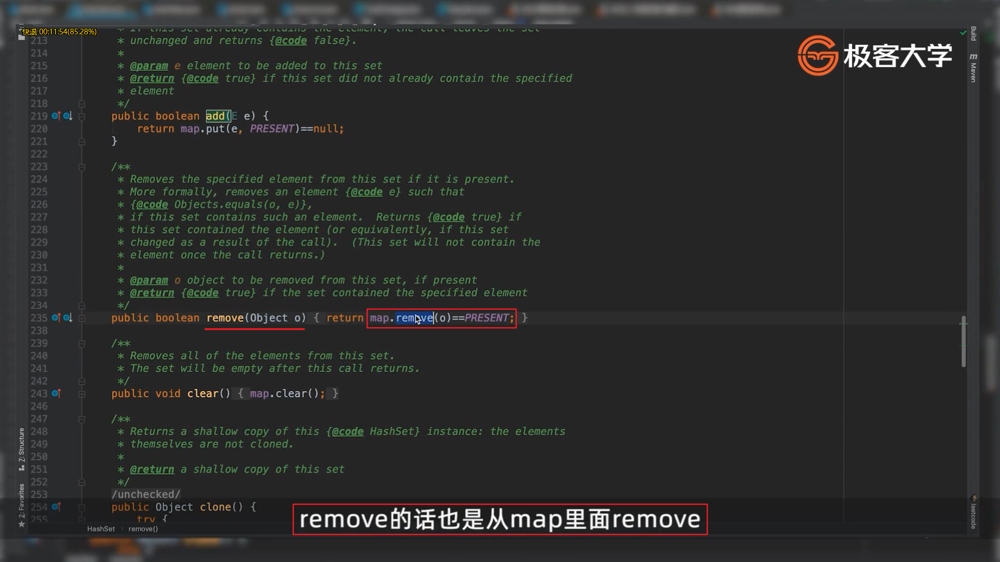 快退 00:11:54(85.28%)
* if this set already contains the element, the call leaves the set
213 * unchanged and returns {@code false}.
214 *
215 * @param e element to be added to this set
216 * @return {@code true} if this set did not already contain the specified
217 * element
218 */
219 public boolean add(E e) {
220 return map.put(e, PRESENT)==null;
221 }
222
223 /**
224 * Removes the specified element from this set if it is present.
225 * More formally, removes an element {@code e} such that
226 * {@code Objects.equals(o, e)},
227 * if this set contains such an element.  Returns {@code true} if
228 * this set contained the element (or equivalently, if this set
229 * changed as a result of the call).  (This set will not contain the
230 * element once the call returns.)
231 *
232 * @param o object to be removed from this set, if present
233 * @return {@code true} if the set contained the specified element
234 */
235 public boolean remove(Object o) { return map.remove(o)==PRESENT; }
238
239 /**
240 * Removes all of the elements from this set.
241 * The set will be empty after this call returns.
242 */
243 public void clear() { map.clear(); }
246
247 /**
248 * Returns a shallow copy of this {@code HashSet} instance: the elements
249 * themselves are not cloned.
250 *
251 * @return a shallow copy of this set
252 */
253 /unchecked/
254 public Object clone() {
255 try {
HashSet remove()
remove的话也是从map里面remove
极客大学
Build
m Maven
leetcode
Z: Structure
2: Favorites